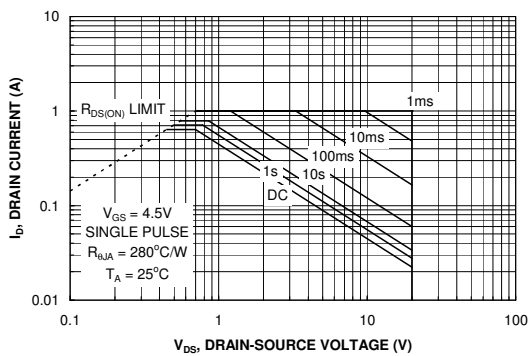 10
1
0.1
0.01
I_D, DRAIN CURRENT (A)
R_DS(ON) LIMIT
1ms
10ms
100ms
1s
10s
DC
V_GS = 4.5V
SINGLE PULSE
R_θJA = 280°C/W
T_A = 25°C
0.1
1
10
100
V_DS, DRAIN-SOURCE VOLTAGE (V)